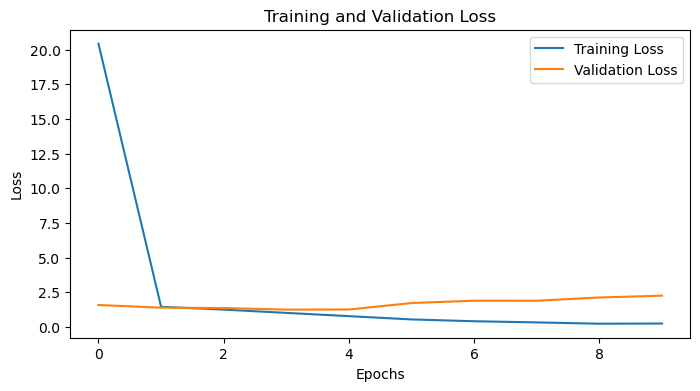 Training and Validation Loss
Training Loss
Validation Loss
20.0
17.5
15.0
12.5
10.0
7.5
5.0
2.5
0.0
Loss
0 2 4 6 8
Epochs